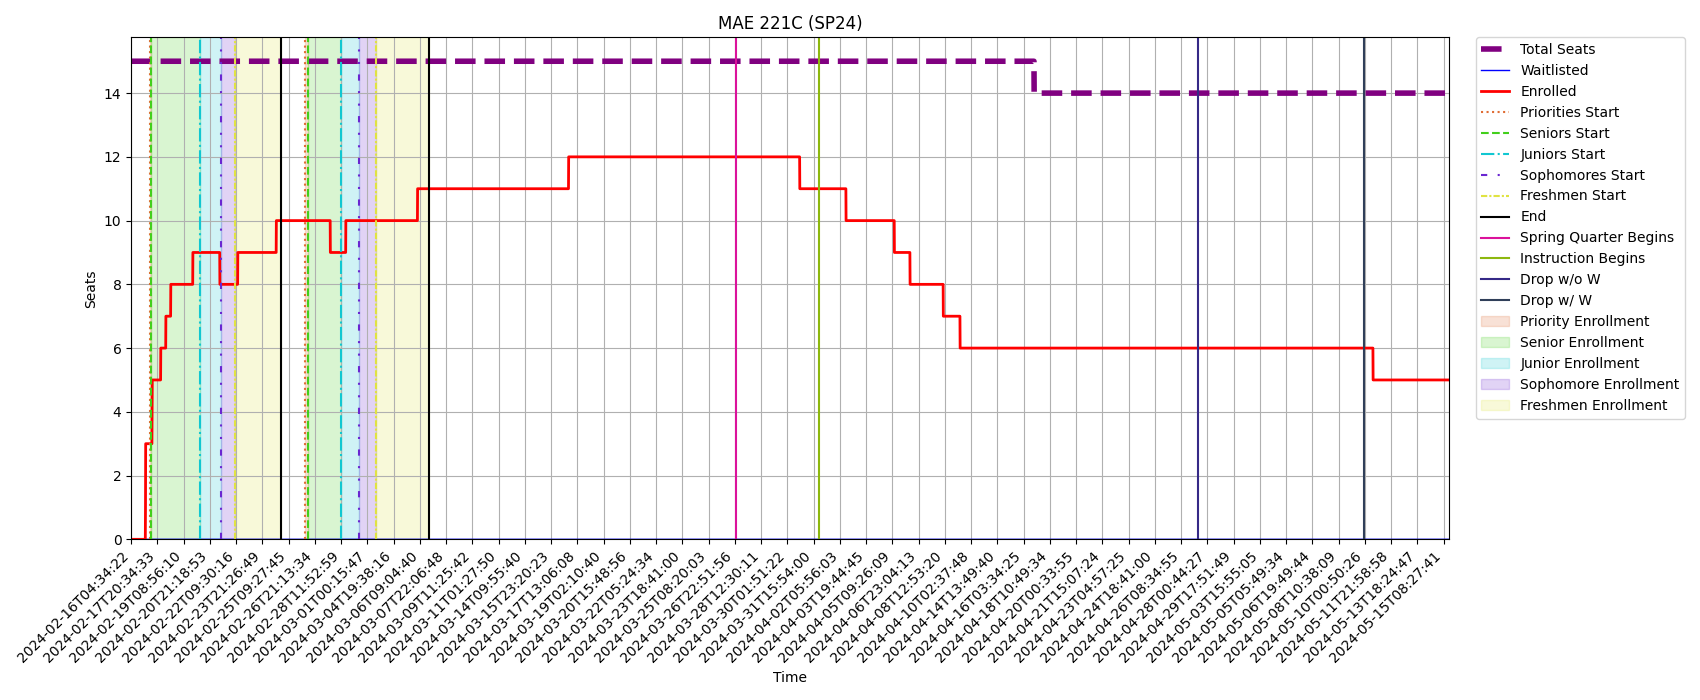 MAE 221C (SP24)
Seats
14
12
10
8
6
4
2
0
2024-02-16T04:34:22
2024-02-17T20:34:33
2024-02-19T08:56:10
2024-02-20T21:18:53
2024-02-22T09:30:16
2024-02-23T21:26:49
2024-02-25T09:27:45
2024-02-26T21:13:34
2024-02-28T11:52:59
2024-03-01T00:15:47
2024-03-04T19:38:16
2024-03-06T09:04:40
2024-03-07T22:06:48
2024-03-09T11:25:42
2024-03-11T01:27:50
2024-03-14T09:55:40
2024-03-15T23:20:23
2024-03-17T13:06:08
2024-03-19T02:10:40
2024-03-20T15:48:56
2024-03-22T05:24:34
2024-03-23T18:41:00
2024-03-25T08:20:03
2024-03-26T22:51:56
2024-03-28T12:30:11
2024-03-30T01:51:22
2024-03-31T15:54:00
2024-04-02T05:56:03
2024-04-03T19:44:45
2024-04-05T09:26:09
2024-04-06T23:04:13
2024-04-08T12:53:20
2024-04-10T02:37:48
2024-04-14T13:49:40
2024-04-16T03:34:25
2024-04-18T10:49:34
2024-04-20T00:33:55
2024-04-21T15:07:24
2024-04-23T04:57:25
2024-04-24T18:41:00
2024-04-26T08:34:55
2024-04-28T00:44:27
2024-04-29T17:51:49
2024-05-03T15:55:05
2024-05-05T05:49:34
2024-05-06T19:49:44
2024-05-08T10:38:09
2024-05-10T00:50:26
2024-05-11T21:58:58
2024-05-13T18:24:47
2024-05-15T08:27:41
Time
Total Seats
Waitlisted
Enrolled
Priorities Start
Seniors Start
Juniors Start
Sophomores Start
Freshmen Start
End
Spring Quarter Begins
Instruction Begins
Drop w/o W
Drop w/ W
Priority Enrollment
Senior Enrollment
Junior Enrollment
Sophomore Enrollment
Freshmen Enrollment